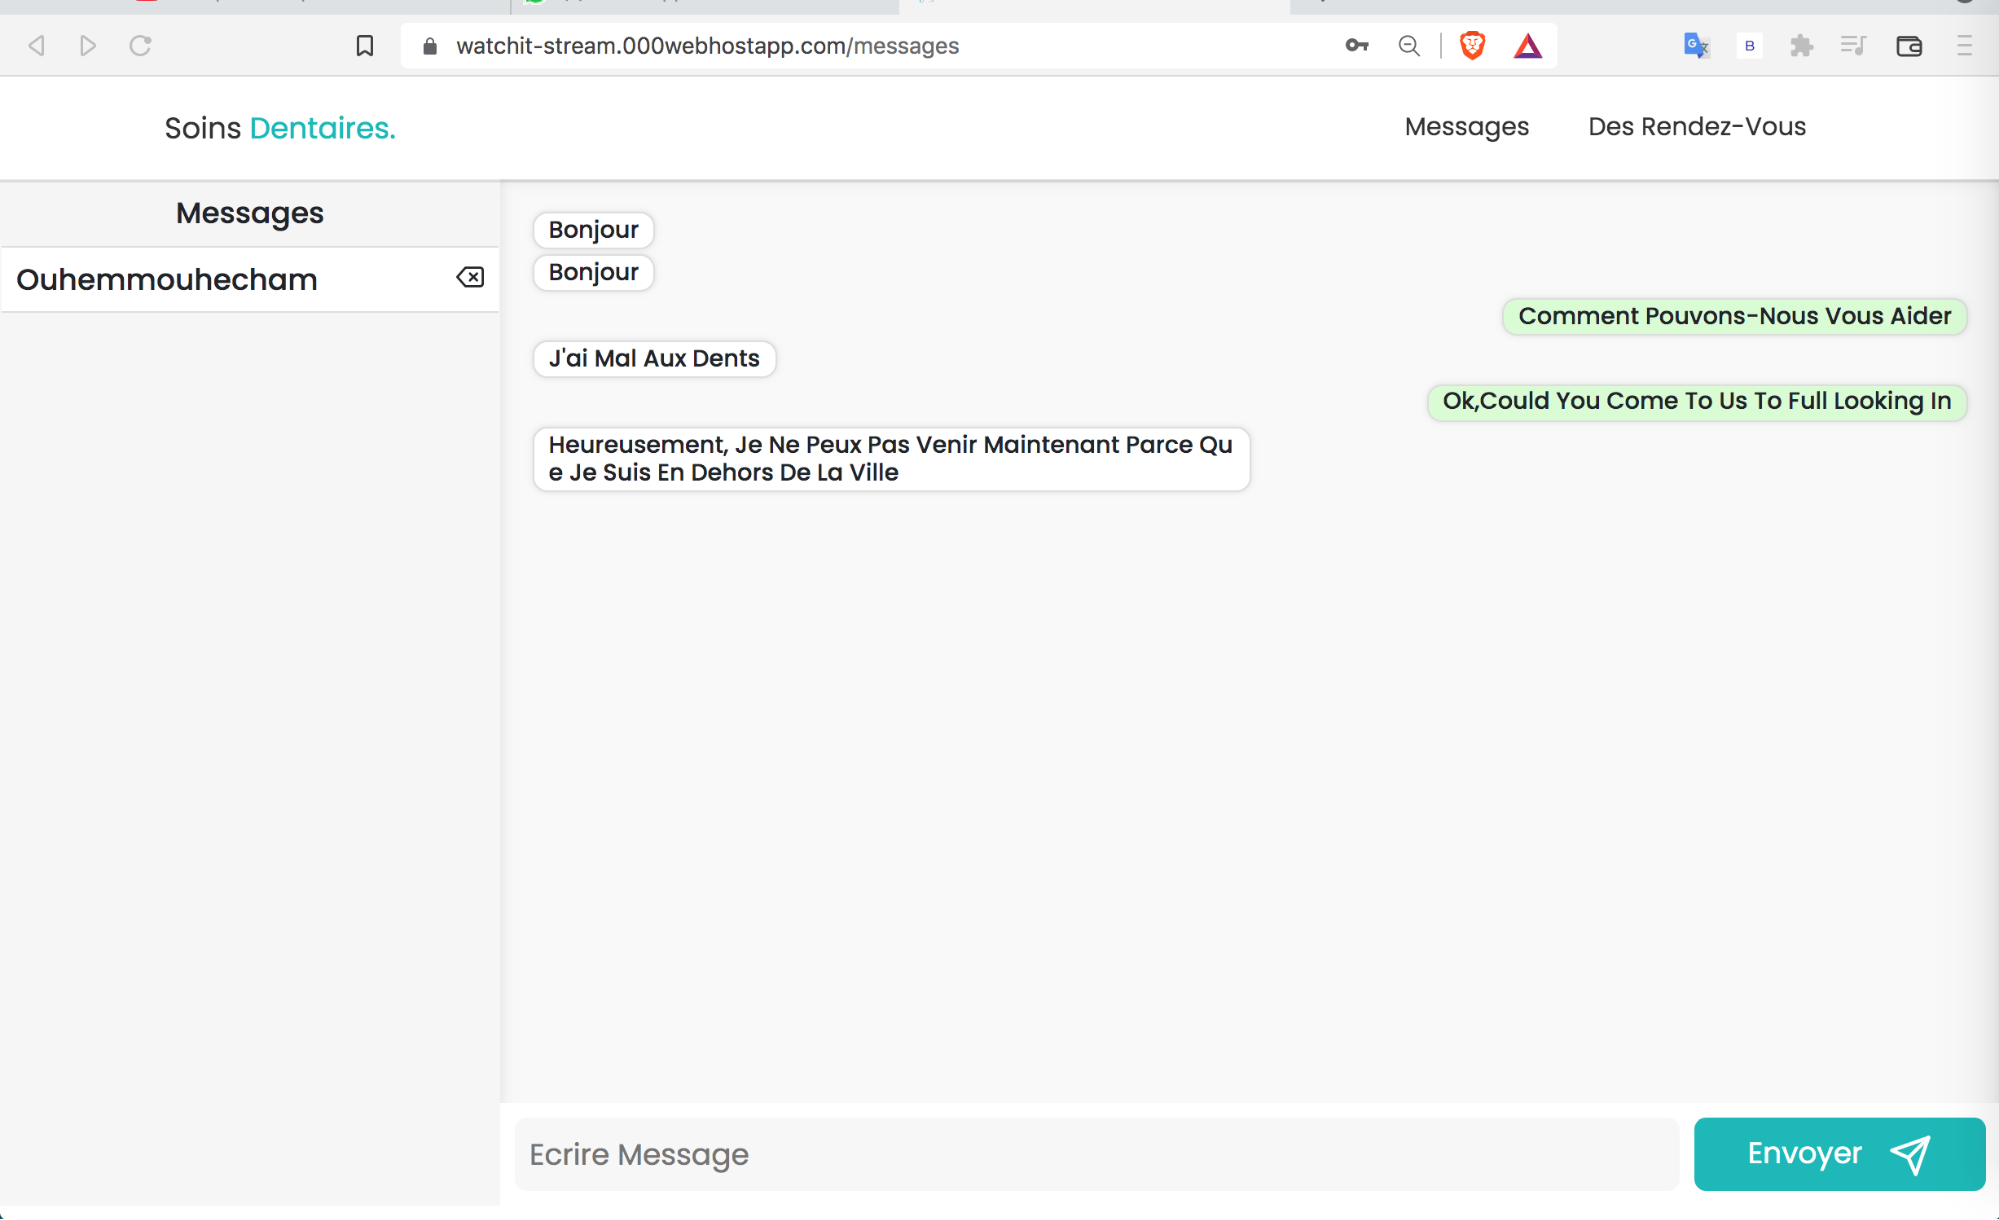 watchit-stream.000webhostapp.com/messages
B
Soins Dentaires.
Messages
Des Rendez-Vous
Messages
Ouhemmouhecham
Bonjour
Bonjour
Comment Pouvons-Nous Vous Aider
J'ai Mal Aux Dents
Ok,Could You Come To Us To Full Looking In
Heureusement, Je Ne Peux Pas Venir Maintenant Parce Qu
e Je Suis En Dehors De La Ville
Ecrire Message
Envoyer